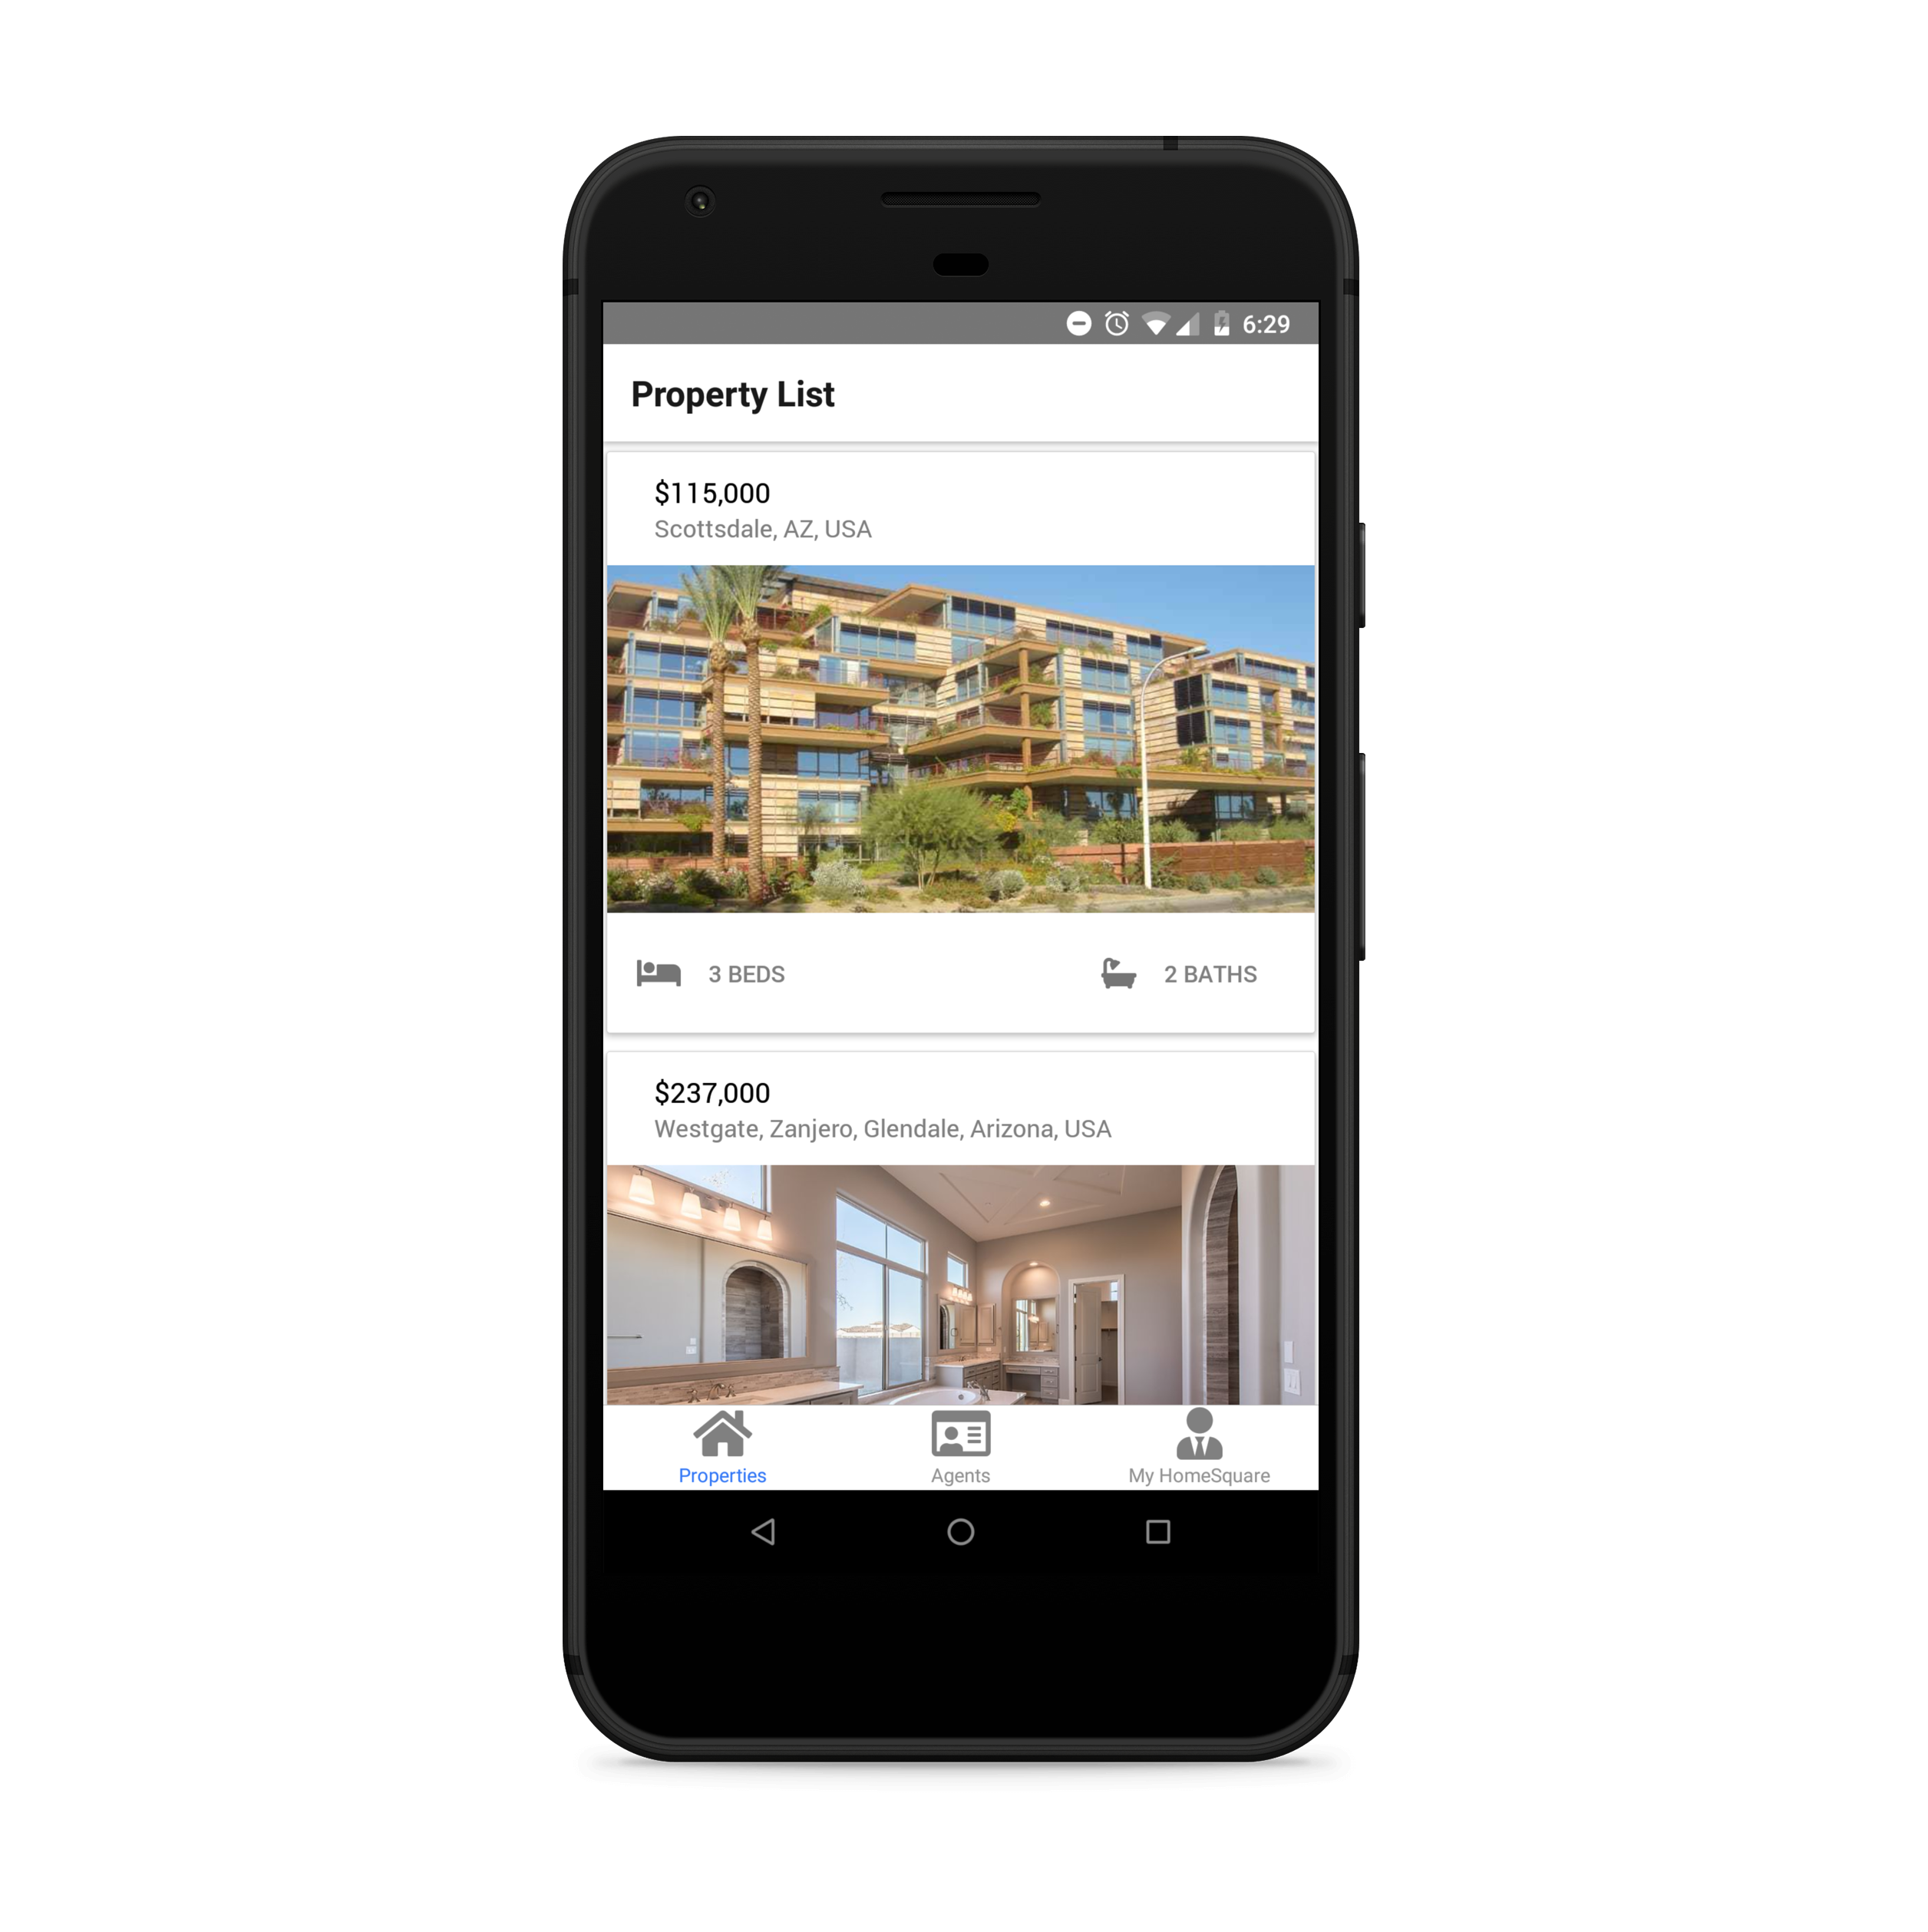 6:29
Property List
$115,000
Scottsdale, AZ, USA
3 BEDS
2 BATHS
$237,000
Westgate, Zanjero, Glendale, Arizona, USA
Properties
Agents
My HomeSquare